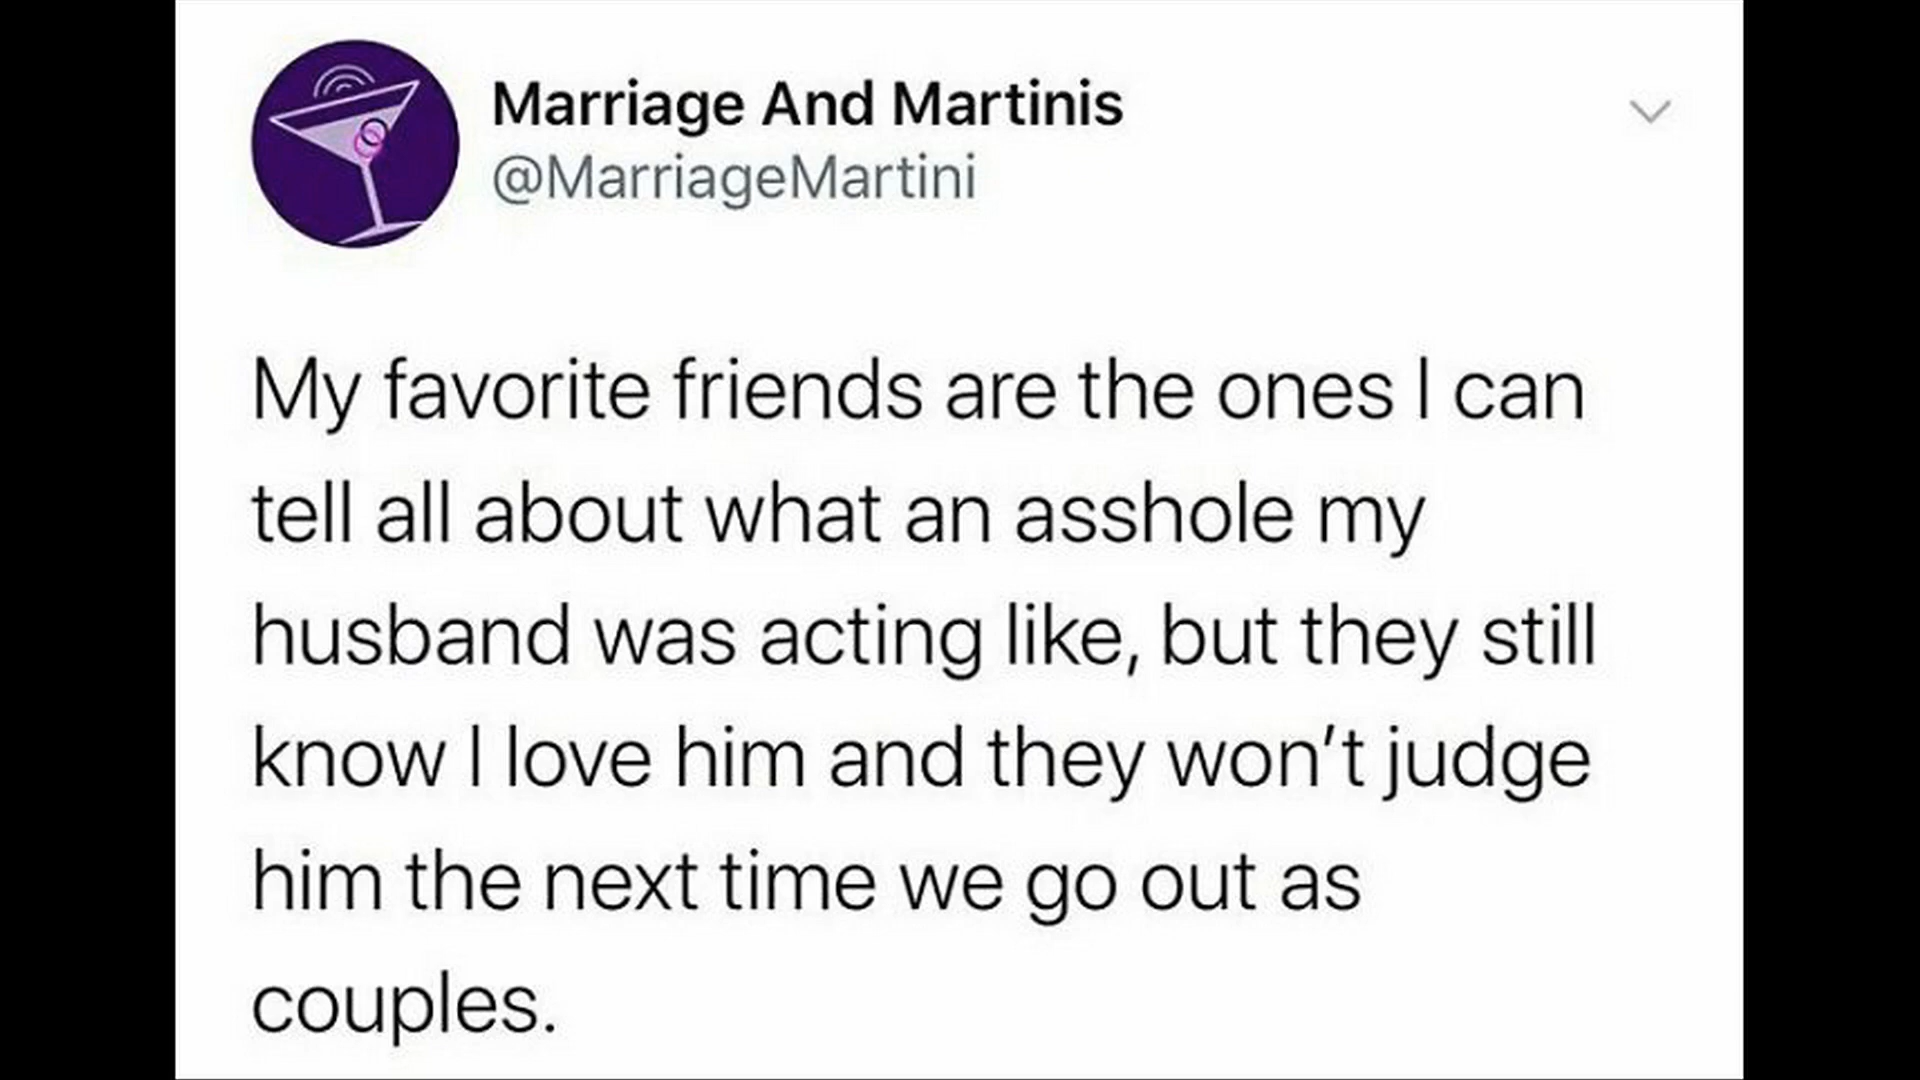 Marriage And Martinis
@MarriageMartini
My favorite friends are the ones I can
tell all about what an asshole my
husband was acting like, but they still
know I love him and they won’t judge
him the next time we go out as
couples.